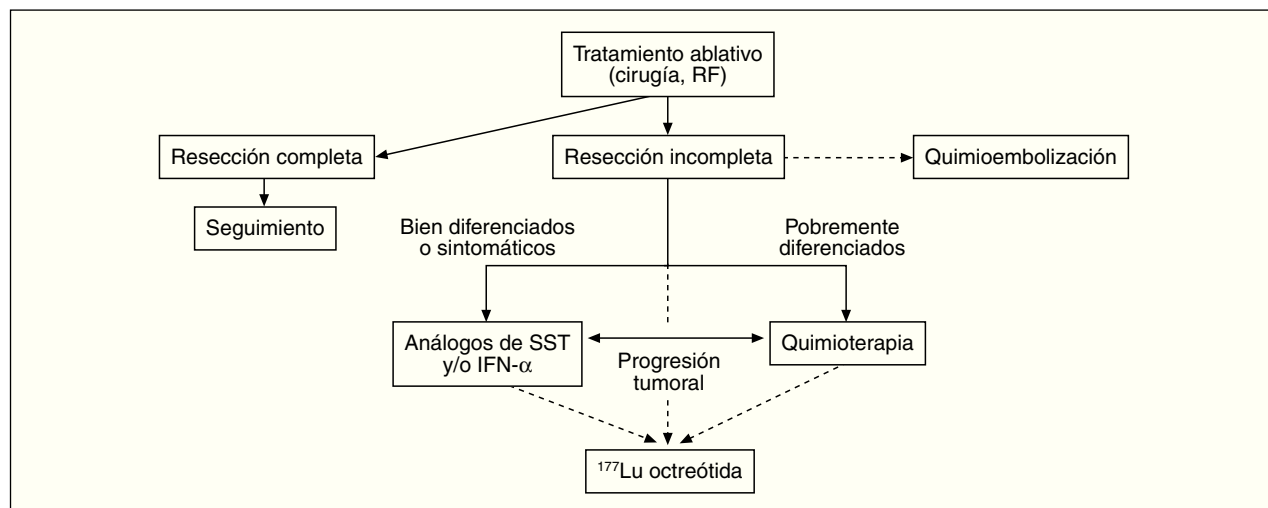 Tratamiento ablativo
(cirugía, RF)
Resección completa
Resección incompleta
Quimioembolización
Seguimiento
Bien diferenciados
o sintomáticos
Pobremente
diferenciados
Análogos de SST
y/o IFN-α
Quimioterapia
Progresión
tumoral
¹⁷⁷Lu octreótida